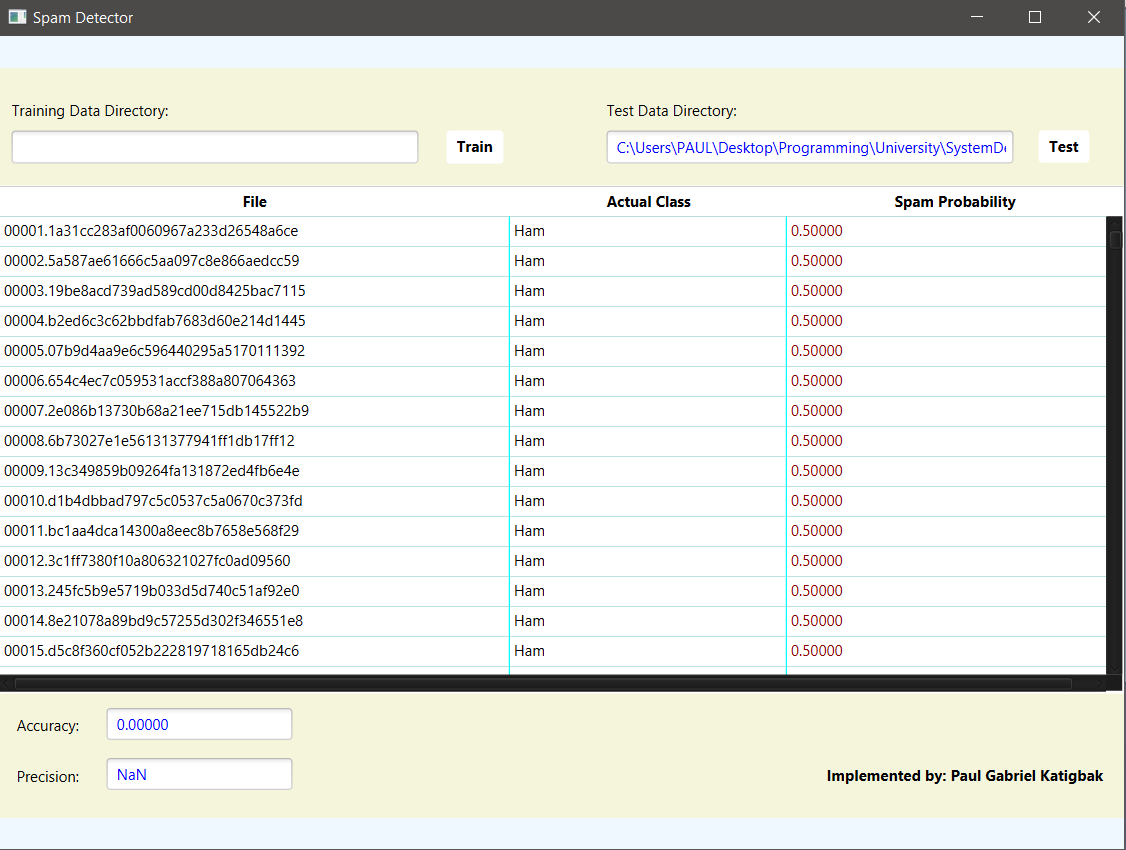 Spam Detector
Training Data Directory:
Test Data Directory:
Train
C:\Users\PAUL\Desktop\Programming\University\SystemDe
Test
File Actual Class Spam Probability
00001.1a31cc283af0060967a233d26548a6ce Ham 0.50000
00002.5a587ae61666c5aa097c8e866aedcc59 Ham 0.50000
00003.19be8acd739ad589cd00d8425bac7115 Ham 0.50000
00004.b2ed6c3c62bbdfab7683d60e214d1445 Ham 0.50000
00005.07b9d4aa9e6c596440295a5170111392 Ham 0.50000
00006.654c4ec7c059531accf388a807064363 Ham 0.50000
00007.2e086b13730b68a21ee715db145522b9 Ham 0.50000
00008.6b73027e1e56131377941ff1db17ff12 Ham 0.50000
00009.13c349859b09264fa131872ed4fb6e4e Ham 0.50000
00010.d1b4dbbad797c5c0537c5a0670c373fd Ham 0.50000
00011.bc1aa4dca14300a8eec8b7658e568f29 Ham 0.50000
00012.3c1ff7380f10a806321027fc0ad09560 Ham 0.50000
00013.245fc5b9e5719b033d5d740c51af92e0 Ham 0.50000
00014.8e21078a89bd9c57255d302f346551e8 Ham 0.50000
00015.d5c8f360cf052b222819718165db24c6 Ham 0.50000
Accuracy: 0.00000
Precision: NaN
Implemented by: Paul Gabriel Katigbak